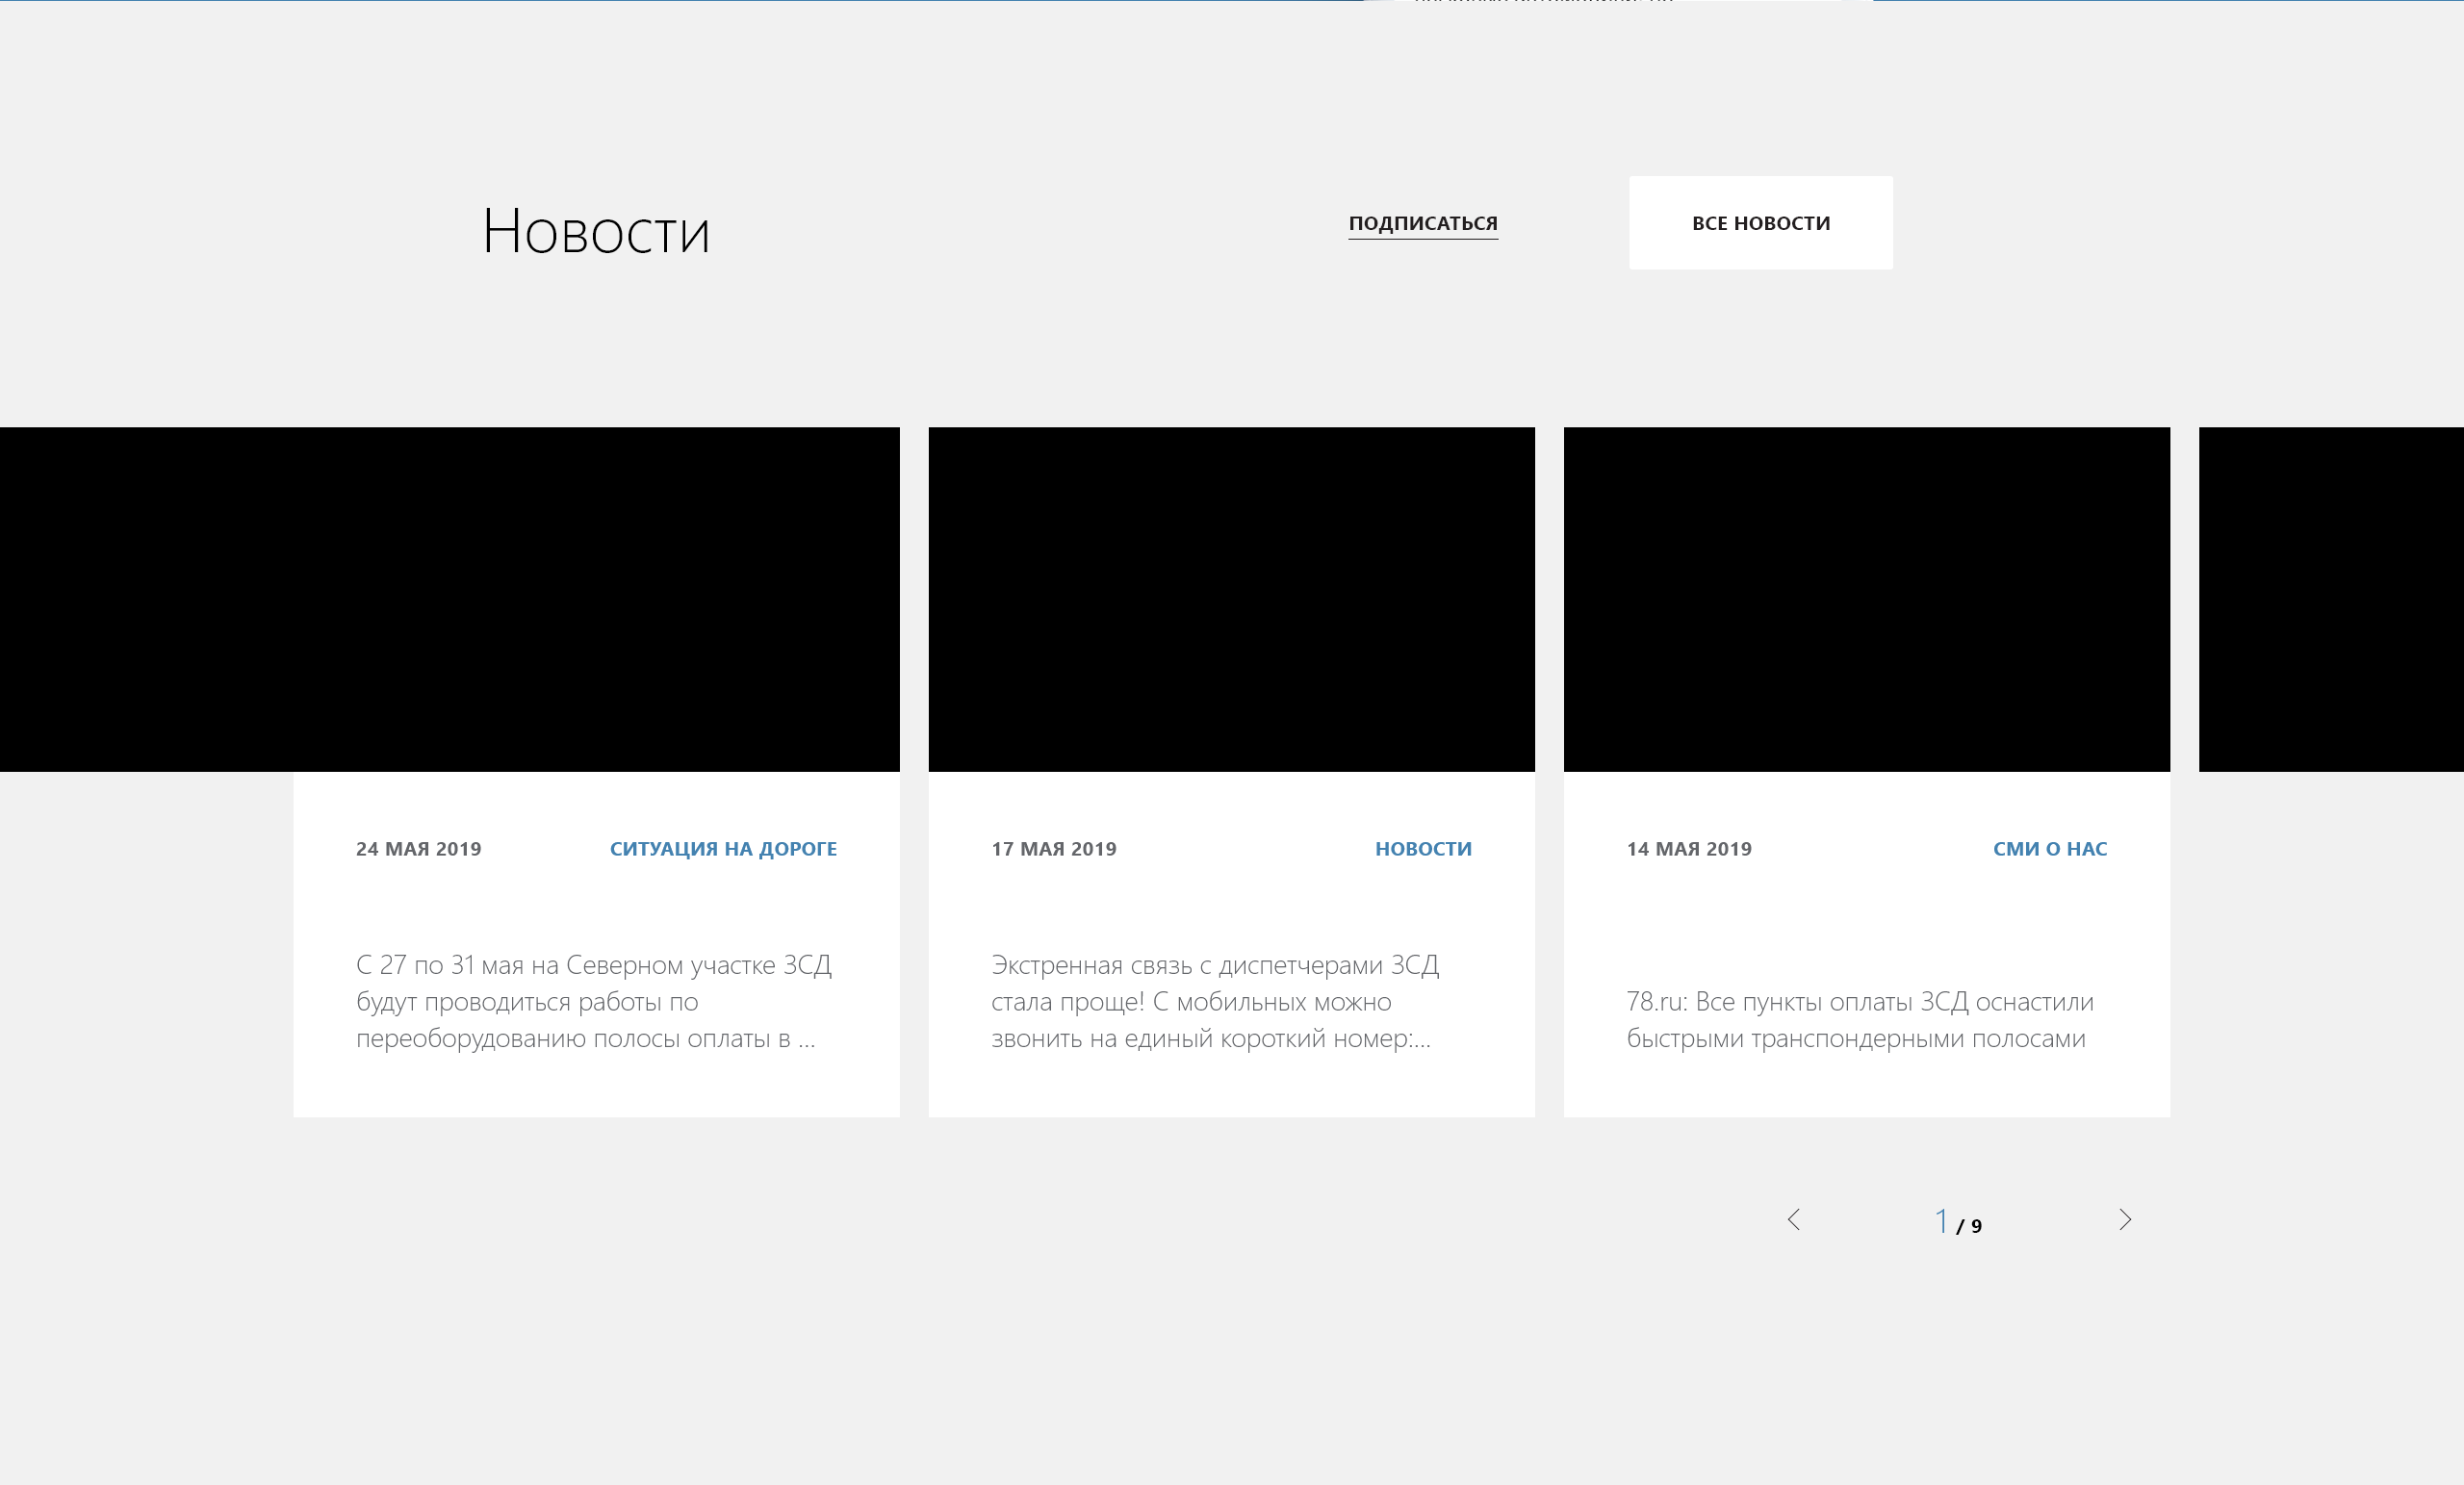 Новости
ПОДПИСАТЬСЯ
ВСЕ НОВОСТИ
24 МАЯ 2019
СИТУАЦИЯ НА ДОРОГЕ
С 27 по 31 мая на Северном участке ЗСД
будут проводиться работы по
переоборудованию полосы оплаты в ...
17 МАЯ 2019
НОВОСТИ
Экстренная связь с диспетчерами ЗСД
стала проще! С мобильных можно
звонить на единый короткий номер:...
14 МАЯ 2019
СМИ О НАС
78.ru: Все пункты оплаты ЗСД оснастили
быстрыми транспондерными полосами
1 / 9